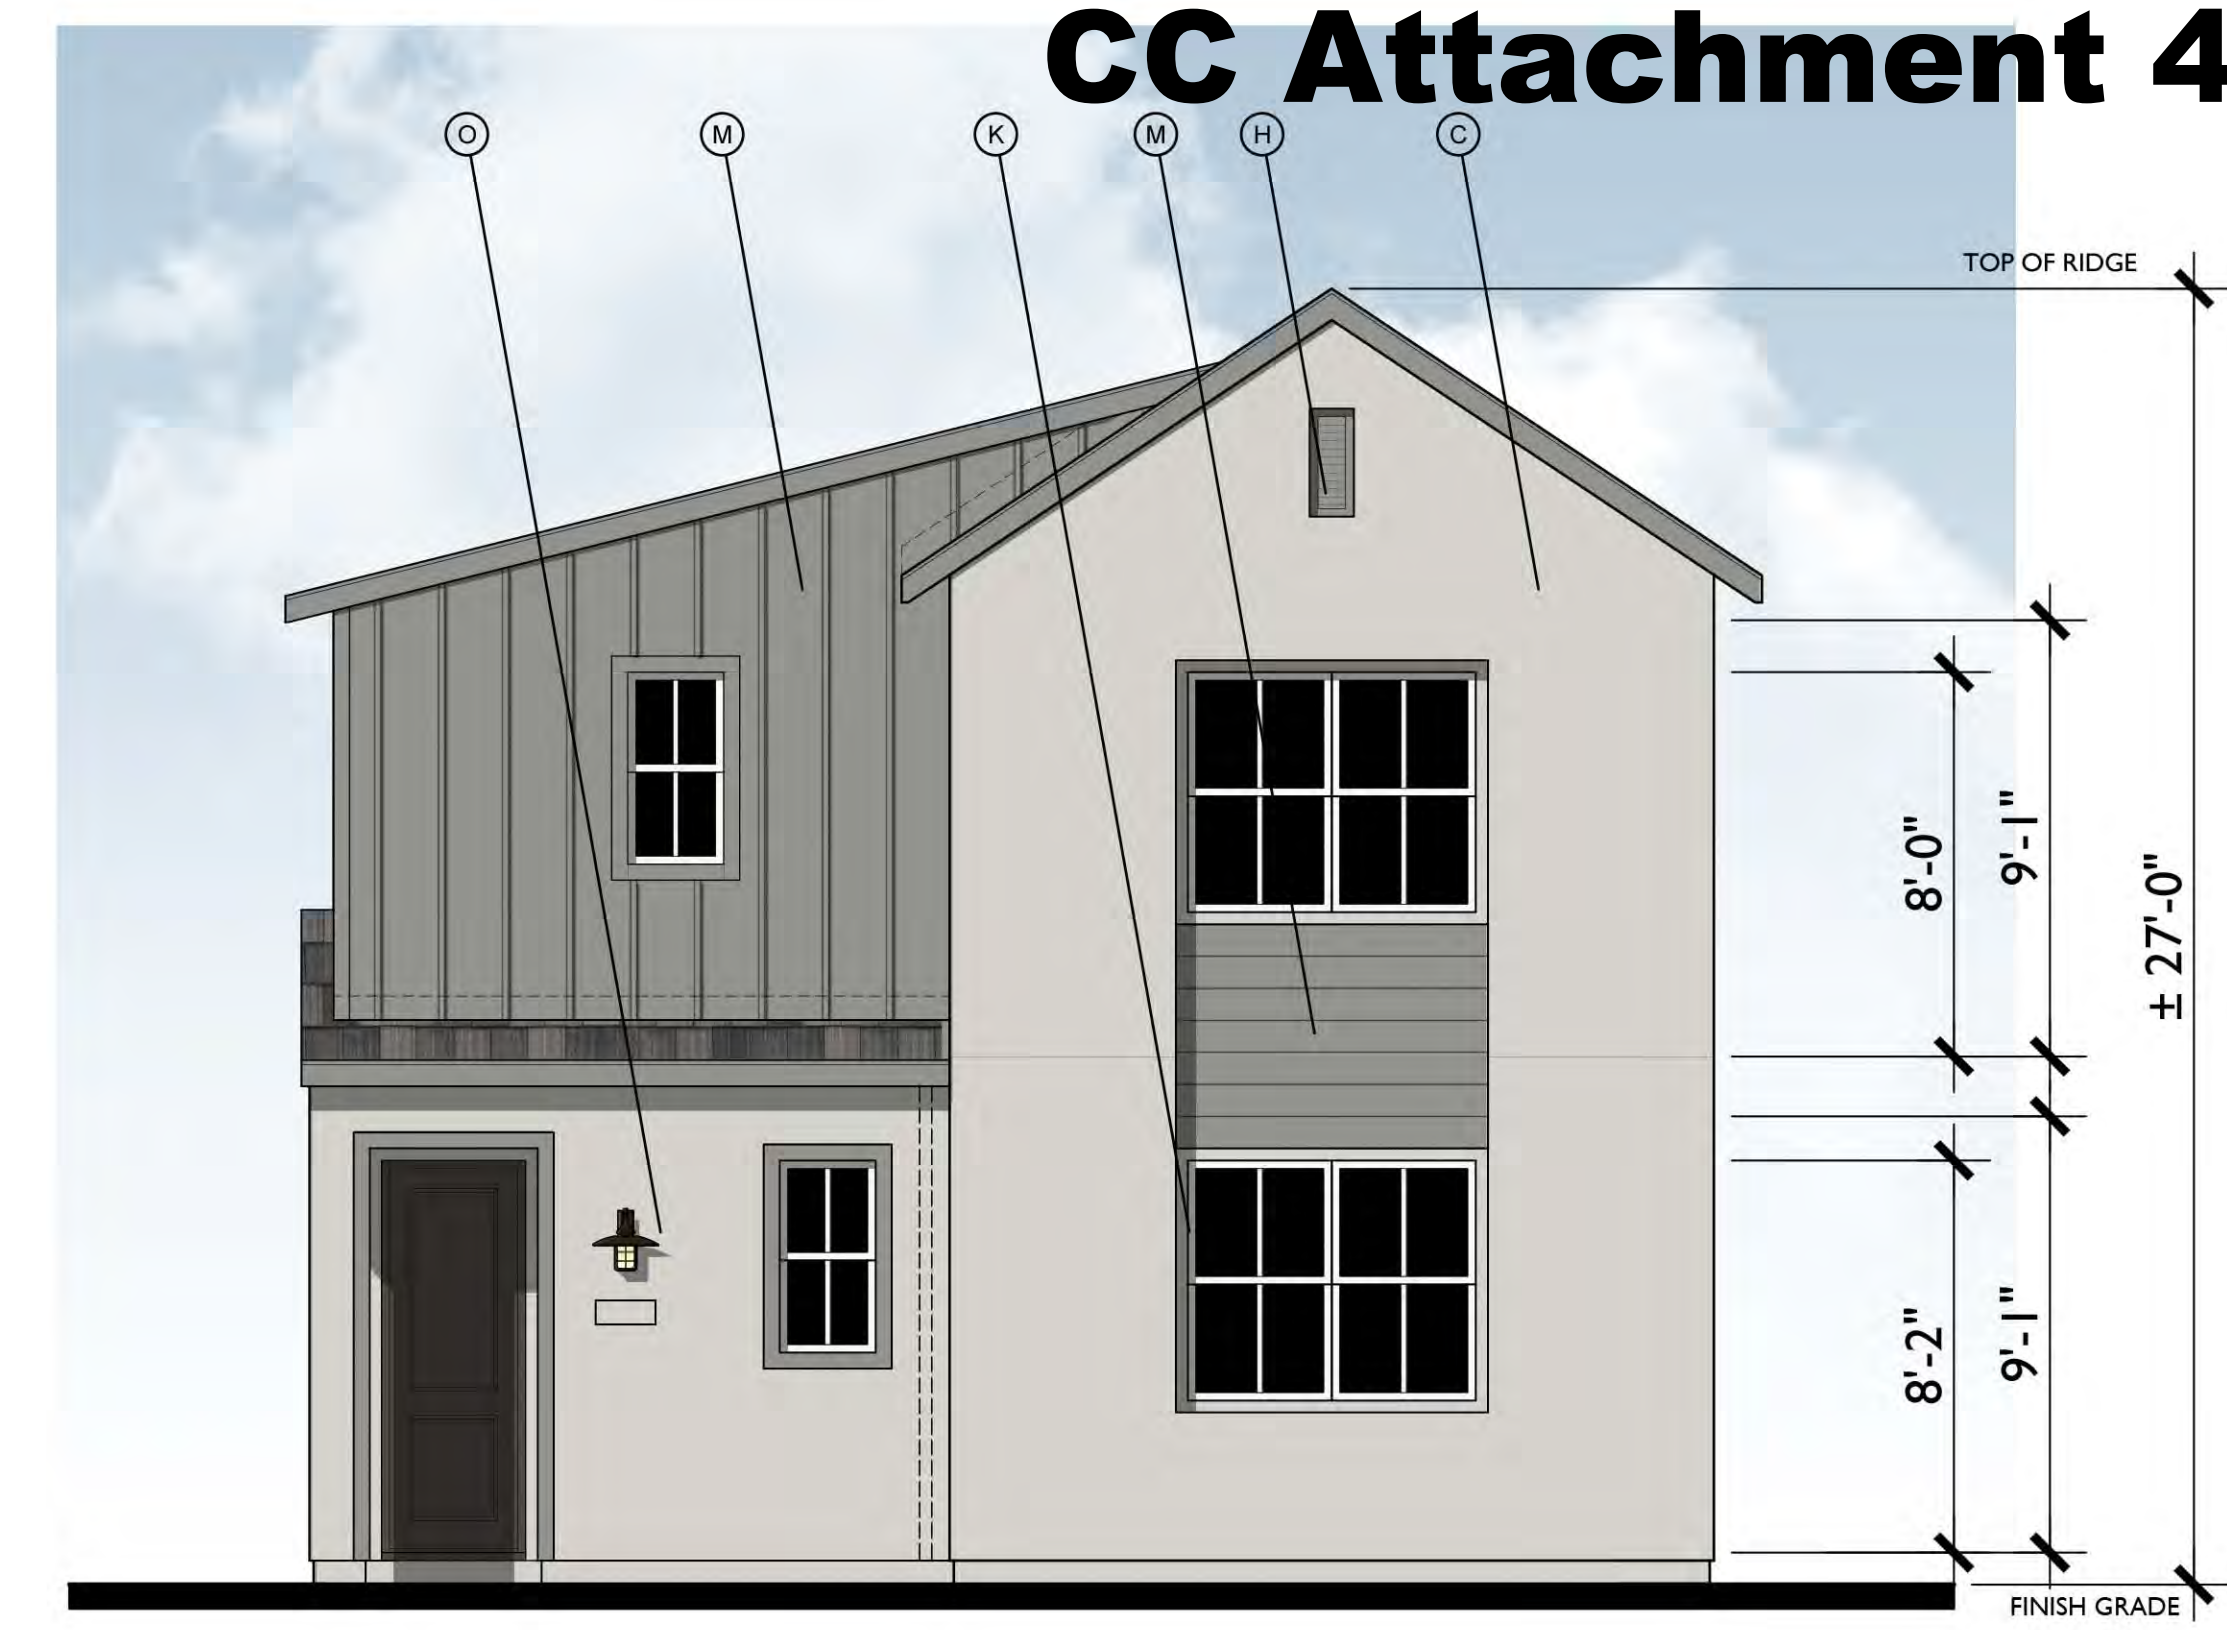 CC Attachment 4
O M K M H C
TOP OF RIDGE
8'-0"
9'-1"
± 27'-0"
8'-2"
9'-1"
FINISH GRADE